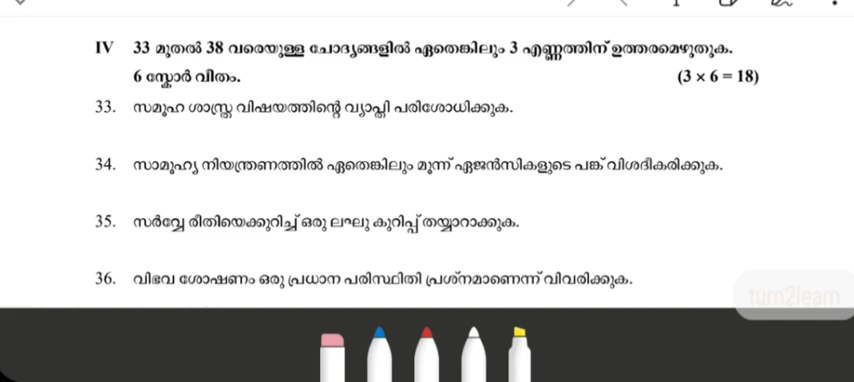 IV 33 മുതൽ 38 വരെയുള്ള ചോദ്യങ്ങളിൽ ഏതെങ്കിലും 3 എണ്ണത്തിന് ഉത്തരമെഴുതുക.
6 സ്കോർ വീതം. (3 × 6 = 18)
33. സമൂഹ ശാസ്ത്ര വിഷയത്തിന്റെ വ്യാപ്തി പരിശോധിക്കുക.
34. സാമൂഹ്യ നിയന്ത്രണത്തിൽ ഏതെങ്കിലും മൂന്ന് ഏജൻസികളുടെ പങ്ക് വിശദീകരിക്കുക.
35. സർവ്വേ രീതിയെക്കുറിച്ച് ഒരു ലഘു കുറിപ്പ് തയ്യാറാക്കുക.
36. വിഭവ ശോഷണം ഒരു പ്രധാന പരിസ്ഥിതി പ്രശ്നമാണെന്ന് വിവരിക്കുക.
turn2learn